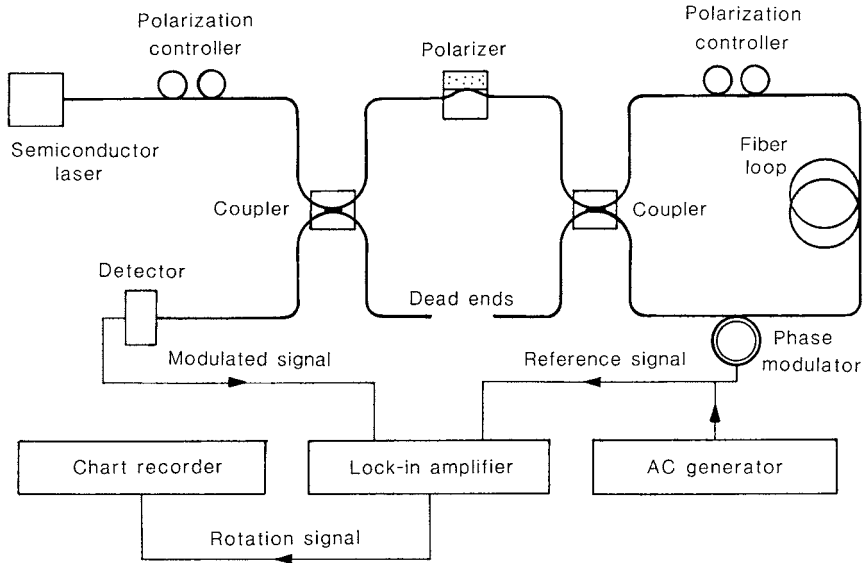 Polarization
controller
Polarizer
Polarization
controller
Semiconductor
laser
Coupler
Coupler
Fiber
loop
Detector
Dead ends
Modulated signal
Reference signal
Phase
modulator
Chart recorder
Lock-in amplifier
AC generator
Rotation signal